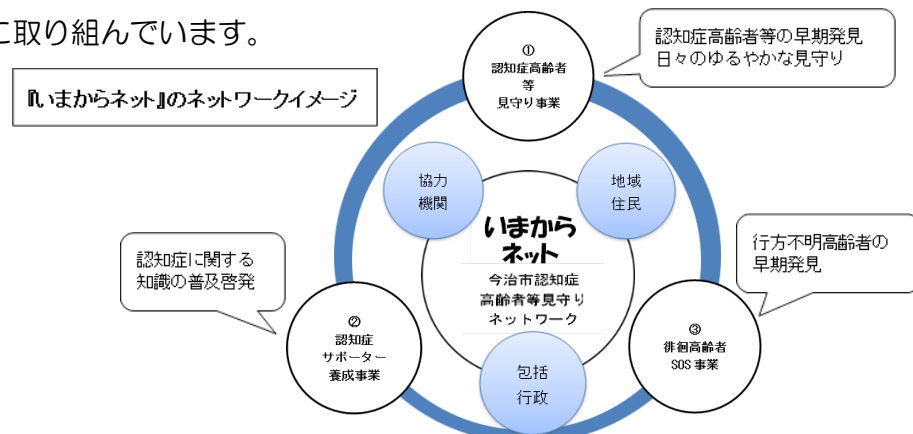 に取り組んでいます。
『いまからネット』のネットワークイメージ
①
認知症高齢者
等
見守り事業
認知症高齢者等の早期発見
日々のゆるやかな見守り
協力
機関
地域
住民
いまから
ネット
今治市認知症
高齢者等見守り
ネットワーク
行方不明高齢者の
早期発見
認知症に関する
知識の普及啓発
②
認知症
サポーター
養成事業
③
徘徊高齢者
SOS 事業
包括
行政